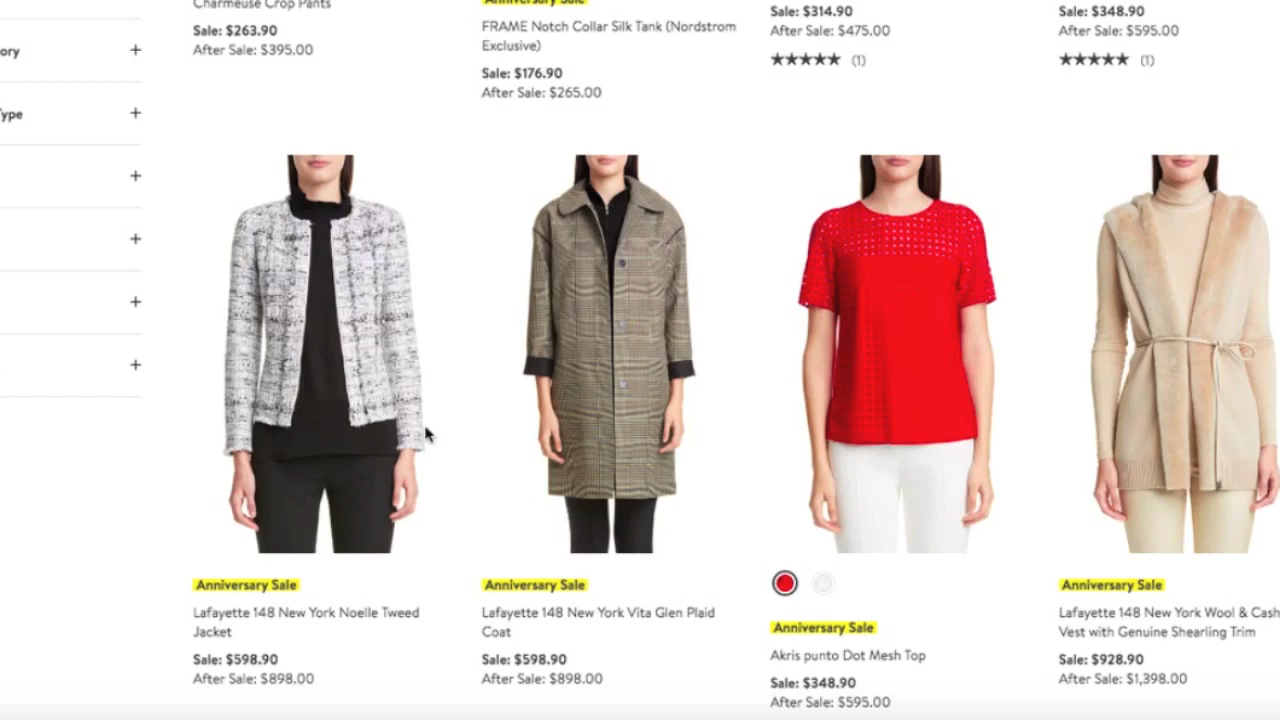 ory
Type
Charmeuse Crop Pants
Sale: $263.90
After Sale: $395.00
Anniversary Sale
FRAME Notch Collar Silk Tank (Nordstrom
Exclusive)
Sale: $176.90
After Sale: $265.00
Sale: $314.90
After Sale: $475.00
(1)
Sale: $348.90
After Sale: $595.00
(1)
Anniversary Sale
Lafayette 148 New York Noelle Tweed
Jacket
Sale: $598.90
After Sale: $898.00
Anniversary Sale
Lafayette 148 New York Vita Glen Plaid
Coat
Sale: $598.90
After Sale: $898.00
Anniversary Sale
Akris punto Dot Mesh Top
Sale: $348.90
After Sale: $595.00
Anniversary Sale
Lafayette 148 New York Wool & Cash
Vest with Genuine Shearling Trim
Sale: $928.90
After Sale: $1,398.00